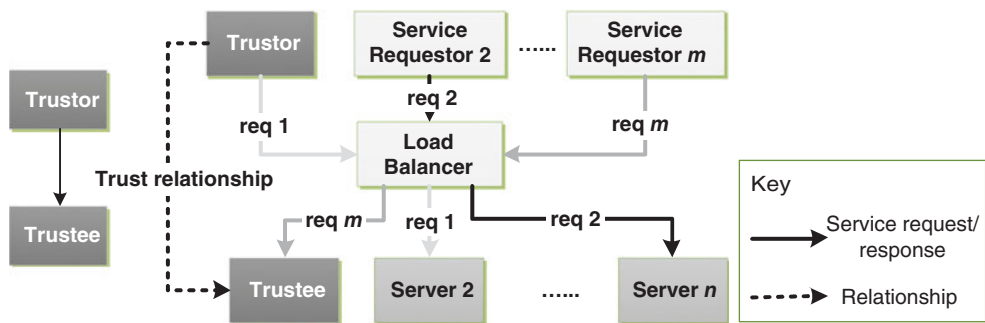 Trustor
Trustee
Trustor
Service
Requestor 2
......
Service
Requestor m
req 1
req 2
req m
Load
Balancer
Trust relationship
req m
req 1
req 2
Trustee
Server 2
......
Server n
Key
Service request/
response
Relationship